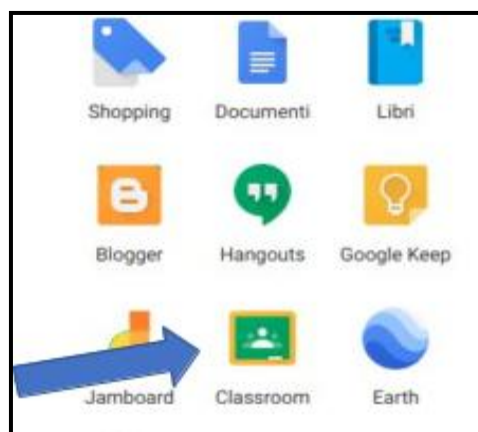 Shopping Documenti Libri
Blogger Hangouts Google Keep
Jamboard Classroom Earth